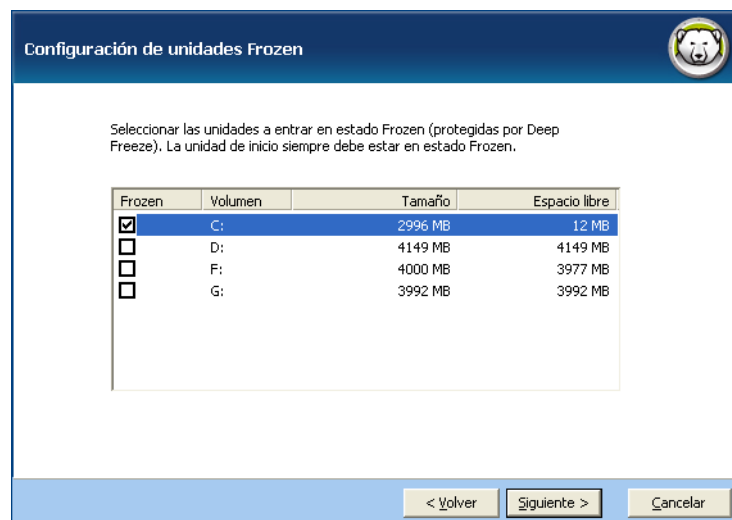 Configuración de unidades Frozen
Seleccionar las unidades a entrar en estado Frozen (protegidas por Deep
Freeze). La unidad de inicio siempre debe estar en estado Frozen.
Frozen Volumen Tamaño Espacio libre
C: 2996 MB 12 MB
D: 4149 MB 4149 MB
F: 4000 MB 3977 MB
G: 3992 MB 3992 MB
< Volver Siguiente > Cancelar